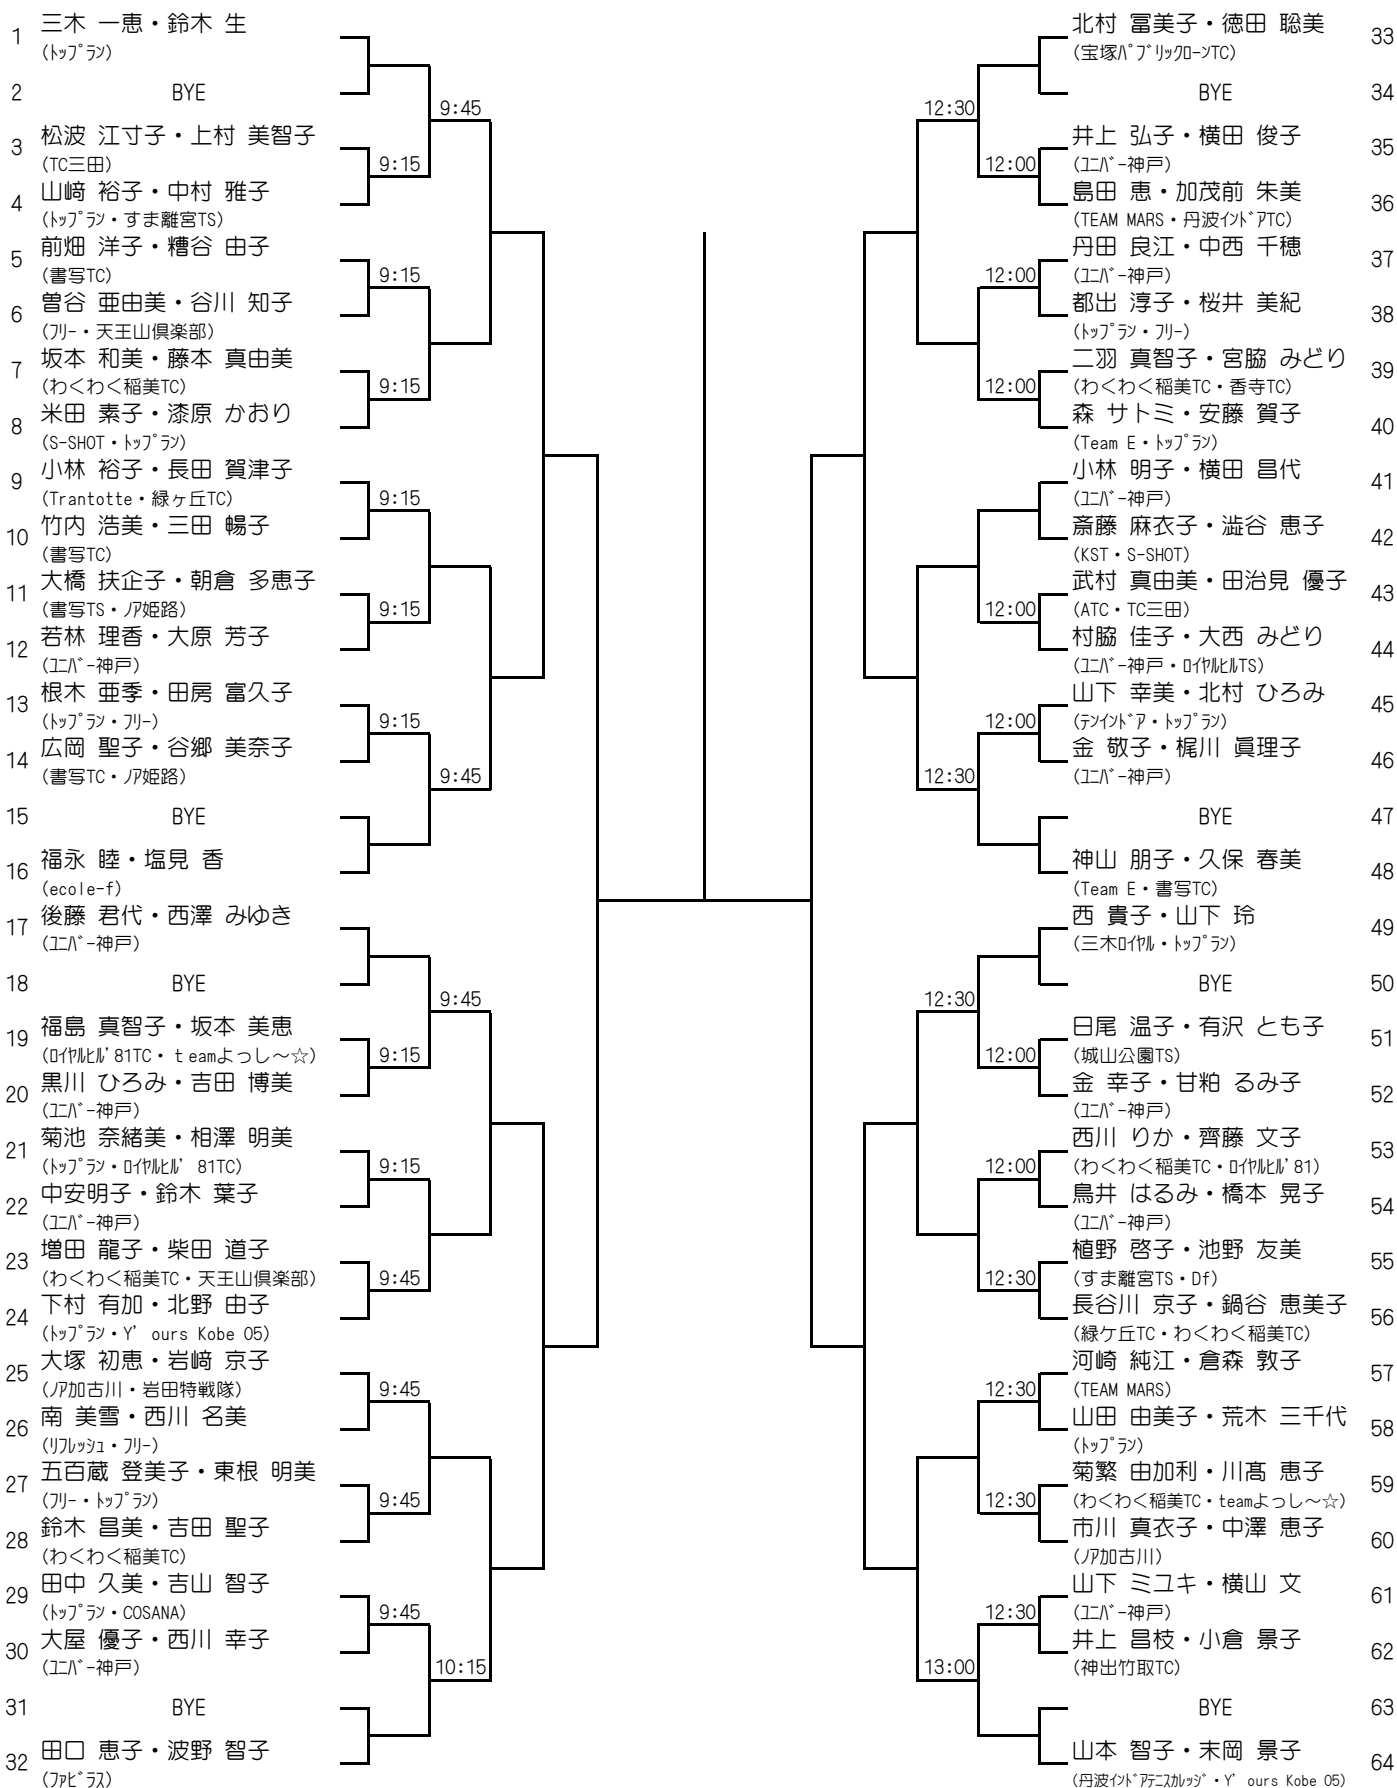 1 三木 一恵・鈴木 生
(ﾄｯﾌﾟﾗﾝ)
2 BYE
9:45
3 松波 江寸子・上村 美智子
(TC三田)
9:15
4 山﨑 裕子・中村 雅子
(ﾄｯﾌﾟﾗﾝ・すま離宮TS)
5 前畑 洋子・糟谷 由子
(書写TC)
9:15
6 曽谷 亜由美・谷川 知子
(ﾌﾘｰ・天王山倶楽部)
7 坂本 和美・藤本 真由美
(わくわく稲美TC)
9:15
8 米田 素子・漆原 かおり
(S-SHOT・ﾄｯﾌﾟﾗﾝ)
9 小林 裕子・長田 賀津子
(Trantotte・緑ヶ丘TC)
9:15
10 竹内 浩美・三田 暢子
(書写TC)
11 大橋 扶企子・朝倉 多恵子
(書写TS・ﾉｱ姫路)
9:15
12 若林 理香・大原 芳子
(ﾕﾆﾊﾞｰ神戸)
13 根木 亜季・田房 富久子
(ﾄｯﾌﾟﾗﾝ・ﾌﾘｰ)
9:15
14 広岡 聖子・谷郷 美奈子
(書写TC・ﾉｱ姫路)
9:45
15 BYE
16 福永 睦・塩見 香
(ecole-f)
17 後藤 君代・西澤 みゆき
(ﾕﾆﾊﾞｰ神戸)
18 BYE
9:45
19 福島 真智子・坂本 美恵
(ﾛｲﾔﾙﾋﾙ’81TC・ｔeamよっし～☆)
9:15
20 黒川 ひろみ・吉田 博美
(ﾕﾆﾊﾞｰ神戸)
21 菊池 奈緒美・相澤 明美
(ﾄｯﾌﾟﾗﾝ・ﾛｲﾔﾙﾋﾙ’81TC)
9:15
22 中安明子・鈴木 葉子
(ﾕﾆﾊﾞｰ神戸)
23 増田 龍子・柴田 道子
(わくわく稲美TC・天王山倶楽部)
9:45
24 下村 有加・北野 由子
(ﾄｯﾌﾟﾗﾝ・Y’ours Kobe 05)
25 大塚 初恵・岩﨑 京子
(ﾉｱ加古川・岩田特戦隊)
9:45
26 南 美雪・西川 名美
(ﾘﾌﾚｯｼｭ・ﾌﾘｰ)
27 五百蔵 登美子・東根 明美
(ﾌﾘｰ・ﾄｯﾌﾟﾗﾝ)
9:45
28 鈴木 昌美・吉田 聖子
(わくわく稲美TC)
29 田中 久美・吉山 智子
(ﾄｯﾌﾟﾗﾝ・COSANA)
9:45
30 大屋 優子・西川 幸子
(ﾕﾆﾊﾞｰ神戸)
10:15
31 BYE
32 田口 恵子・波野 智子
(ﾌｧﾋﾞﾗｽ)
北村 冨美子・徳田 聡美 33
(宝塚ﾊﾟﾌﾞﾘｯｸﾛｰﾝTC)
BYE 34
12:30
井上 弘子・横田 俊子 35
(ﾕﾆﾊﾞｰ神戸)
12:00
島田 恵・加茂前 朱美 36
(TEAM MARS・丹波ｲﾝﾄﾞｱTC)
丹田 良江・中西 千穂 37
(ﾕﾆﾊﾞｰ神戸)
12:00
都出 淳子・桜井 美紀 38
(ﾄｯﾌﾟﾗﾝ・ﾌﾘｰ)
二羽 真智子・宮脇 みどり 39
(わくわく稲美TC・香寺TC)
12:00
森 サトミ・安藤 賀子 40
(Team E・ﾄｯﾌﾟﾗﾝ)
小林 明子・横田 昌代 41
(ﾕﾆﾊﾞｰ神戸)
斎藤 麻衣子・澁谷 恵子 42
(KST・S-SHOT)
武村 真由美・田治見 優子 43
(ATC・TC三田)
12:00
村脇 佳子・大西 みどり 44
(ﾕﾆﾊﾞｰ神戸・ﾛｲﾔﾙﾋﾙTS)
山下 幸美・北村 ひろみ 45
(ﾃﾝｲﾝﾄﾞｱ・ﾄｯﾌﾟﾗﾝ)
12:00
金 敬子・梶川 眞理子 46
(ﾕﾆﾊﾞｰ神戸)
12:30
BYE 47
神山 朋子・久保 春美 48
(Team E・書写TC)
西 貴子・山下 玲 49
(三木ﾛｲﾔﾙ・ﾄｯﾌﾟﾗﾝ)
BYE 50
12:30
日尾 温子・有沢 とも子 51
(城山公園TS)
12:00
金 幸子・甘粕 るみ子 52
(ﾕﾆﾊﾞｰ神戸)
西川 りか・齊藤 文子 53
(わくわく稲美TC・ﾛｲﾔﾙﾋﾙ’81)
12:00
鳥井 はるみ・橋本 晃子 54
(ﾕﾆﾊﾞｰ神戸)
植野 啓子・池野 友美 55
(すま離宮TS・Df)
12:30
長谷川 京子・鍋谷 恵美子 56
(緑ケ丘TC・わくわく稲美TC)
河崎 純江・倉森 敦子 57
(TEAM MARS)
12:30
山田 由美子・荒木 三千代 58
(ﾄｯﾌﾟﾗﾝ)
菊繁 由加利・川髙 恵子 59
(わくわく稲美TC・teamよっし～☆)
12:30
市川 真衣子・中澤 恵子 60
(ﾉｱ加古川)
山下 ミユキ・横山 文 61
(ﾕﾆﾊﾞｰ神戸)
12:30
井上 昌枝・小倉 景子 62
(神出竹取TC)
13:00
BYE 63
山本 智子・末岡 景子 64
(丹波ｲﾝﾄﾞｱﾃﾆｽｶﾚｯｼﾞ・Y’ours Kobe 05)